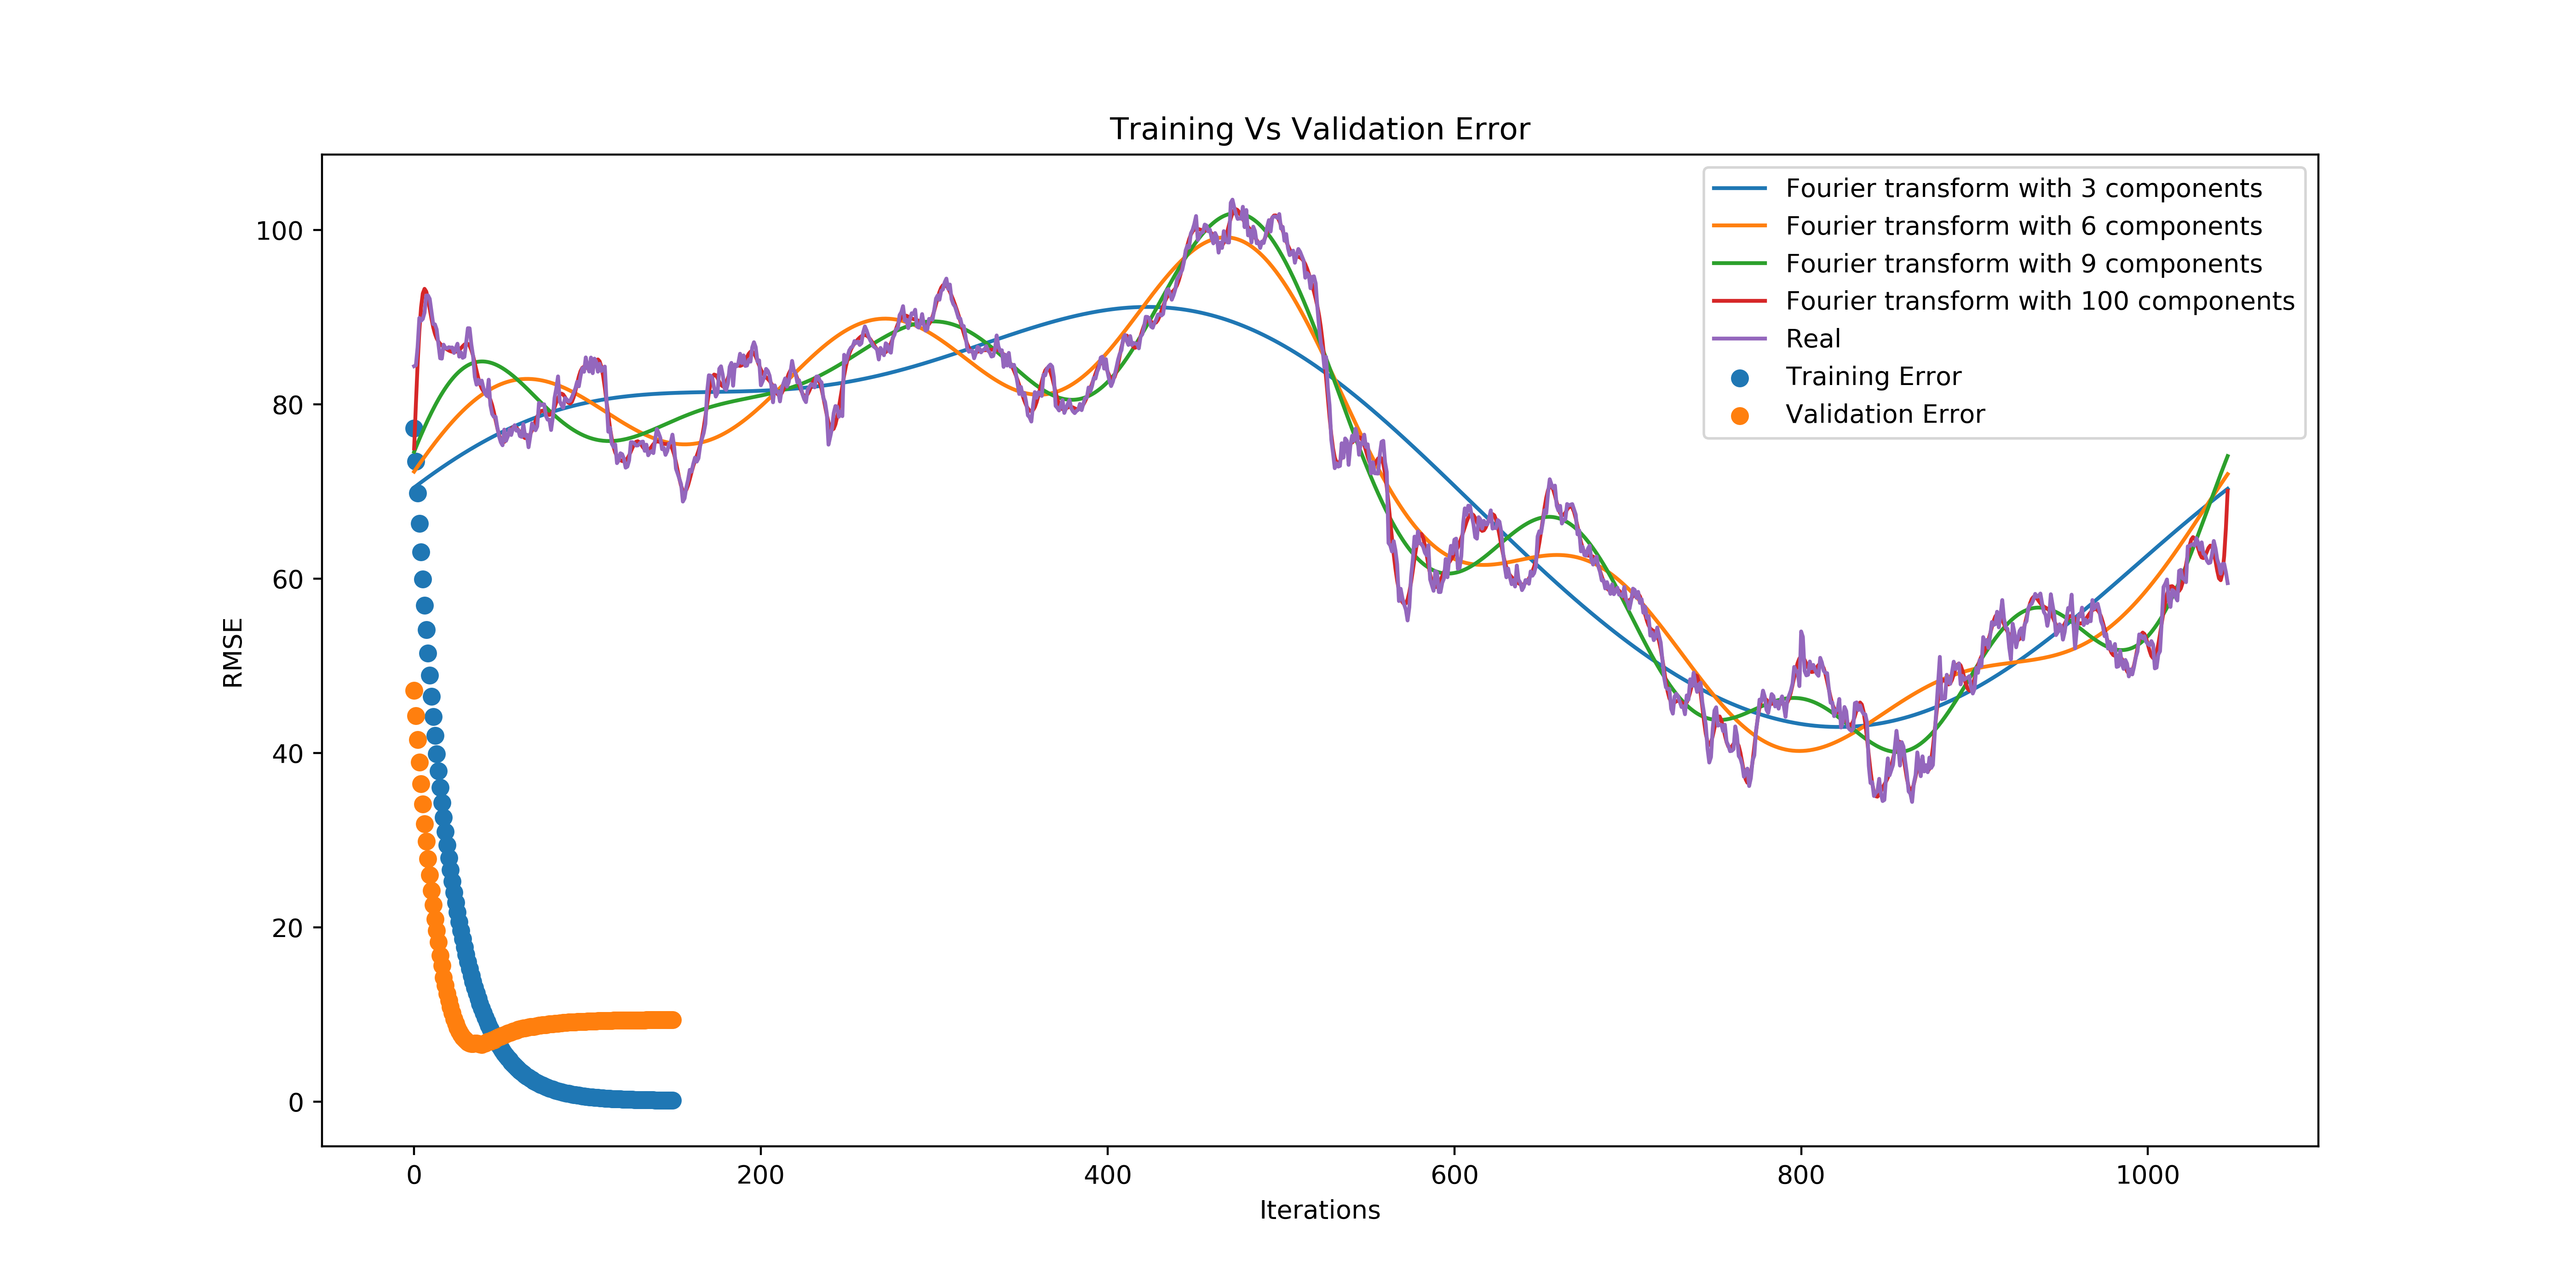 Training Vs Validation Error
Fourier transform with 3 components
Fourier transform with 6 components
Fourier transform with 9 components
Fourier transform with 100 components
Real
Training Error
Validation Error
100
80
60
40
20
0
RMSE
0 200 400 600 800 1000
Iterations